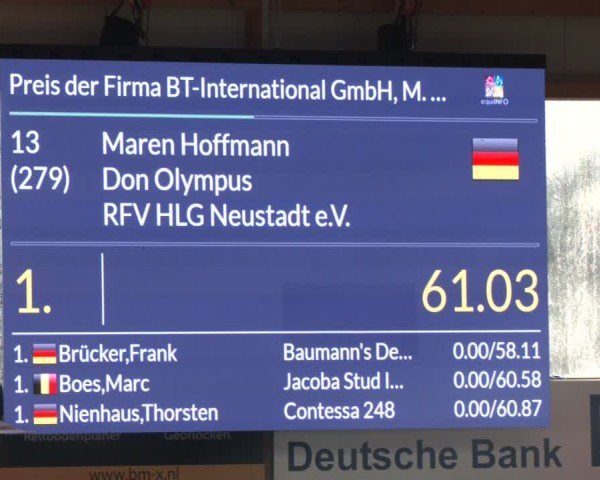 Preis der Firma BT-International GmbH, M. ...
equiINFO
13 Maren Hoffmann
(279) Don Olympus
RFV HLG Neustadt e.V.
1. 61.03
1. Brücker,Frank Baumann's De... 0.00/58.11
1. Boes,Marc Jacoba Stud I... 0.00/60.58
1. Nienhaus,Thorsten Contessa 248 0.00/60.87
Reitbodenplaner
www.bm-x.nl
Deutsche Bank